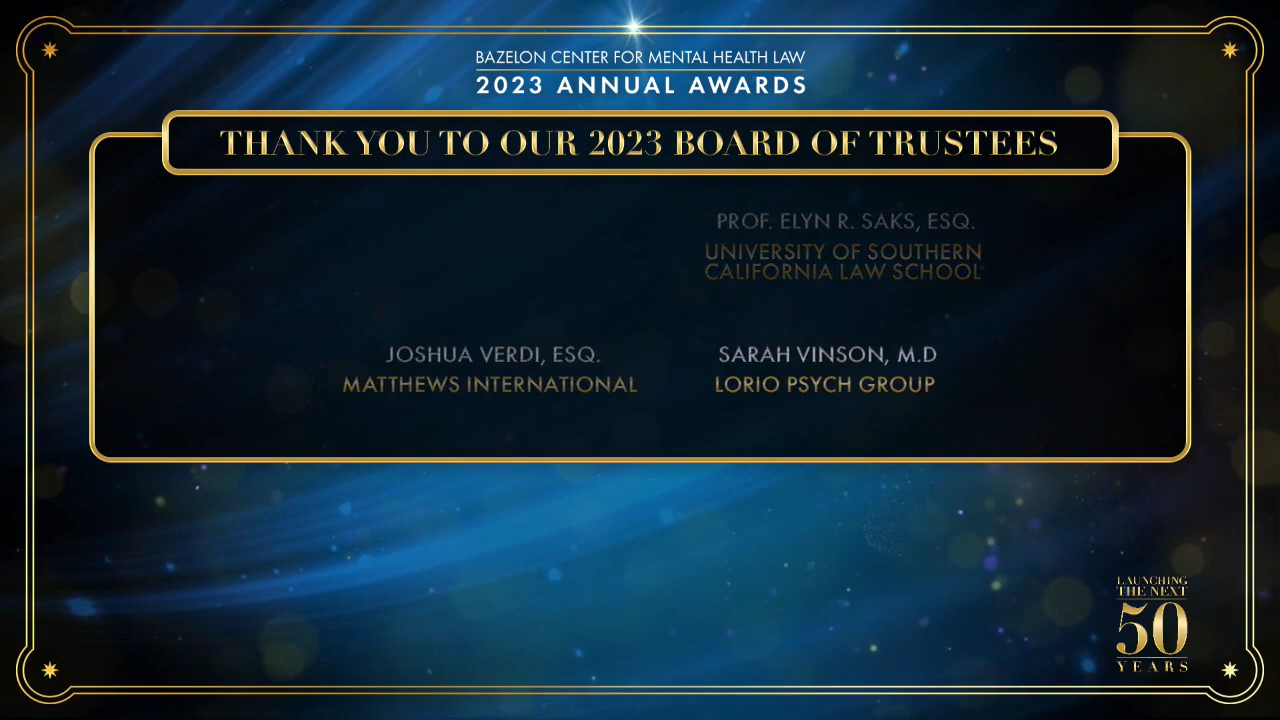 BAZELON CENTER FOR MENTAL HEALTH LAW
2023 ANNUAL AWARDS
THANK YOU TO OUR 2023 BOARD OF TRUSTEES
PROF. ELYN R. SAKS, ESQ.
UNIVERSITY OF SOUTHERN
CALIFORNIA LAW SCHOOL
JOSHUA VERDI, ESQ.
MATTHEWS INTERNATIONAL
SARAH VINSON, M.D
LORIO PSYCH GROUP
LAUNCHING
THE NEXT
50
YEARS